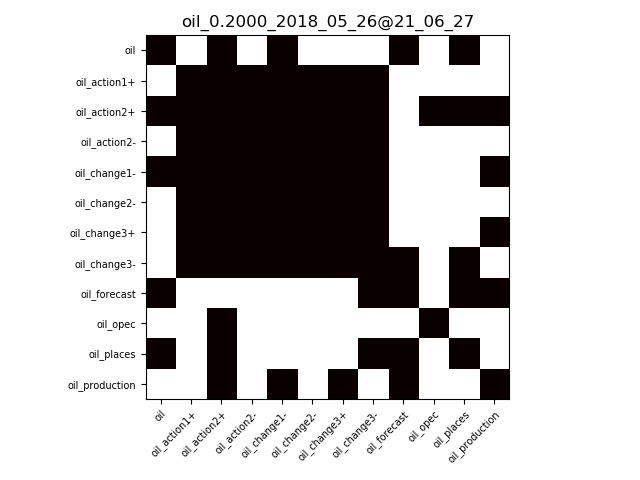 oil_0.2000_2018_05_26@21_06_27
oil
oil_action1+
oil_action2+
oil_action2-
oil_change1-
oil_change2-
oil_change3+
oil_change3-
oil_forecast
oil_opec
oil_places
oil_production
oil
oil_action1+
oil_action2+
oil_action2-
oil_change1-
oil_change2-
oil_change3+
oil_change3-
oil_forecast
oil_opec
oil_places
oil_production